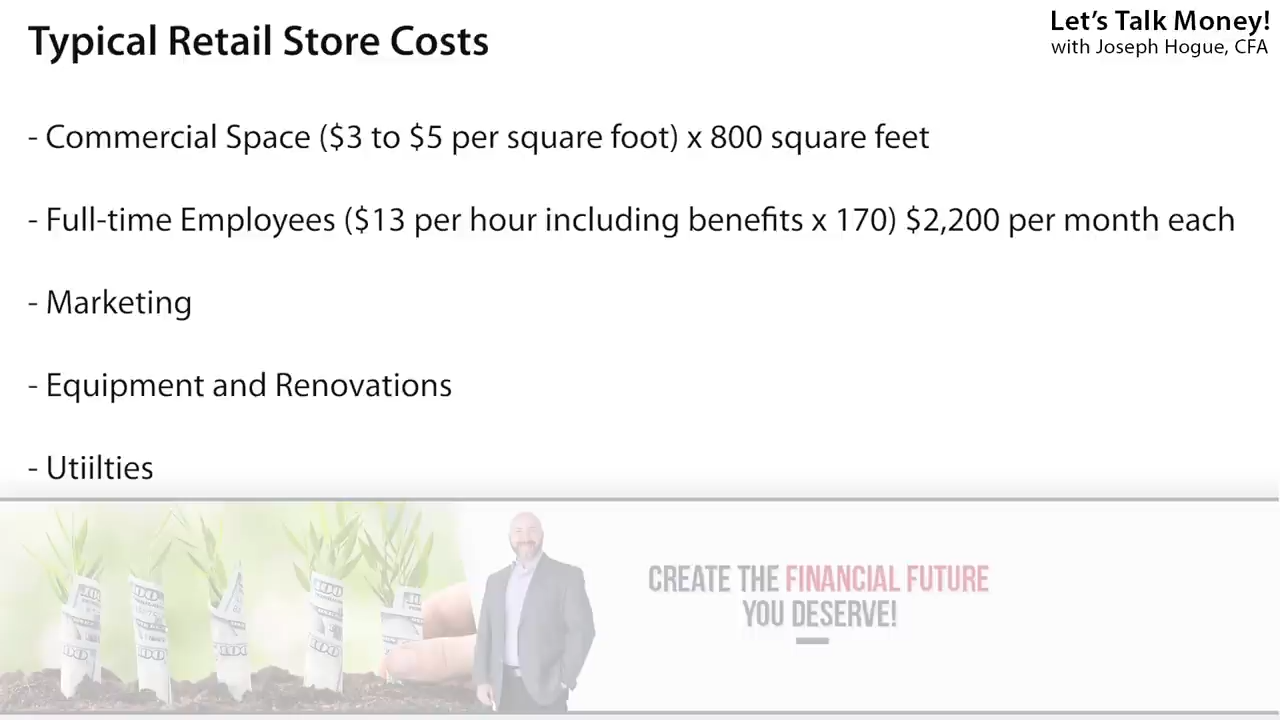 Typical Retail Store Costs
Let's Talk Money!
with Joseph Hogue, CFA
- Commercial Space ($3 to $5 per square foot) x 800 square feet
- Full-time Employees ($13 per hour including benefits x 170) $2,200 per month each
- Marketing
- Equipment and Renovations
- Utiilties
CREATE THE FINANCIAL FUTURE
YOU DESERVE!